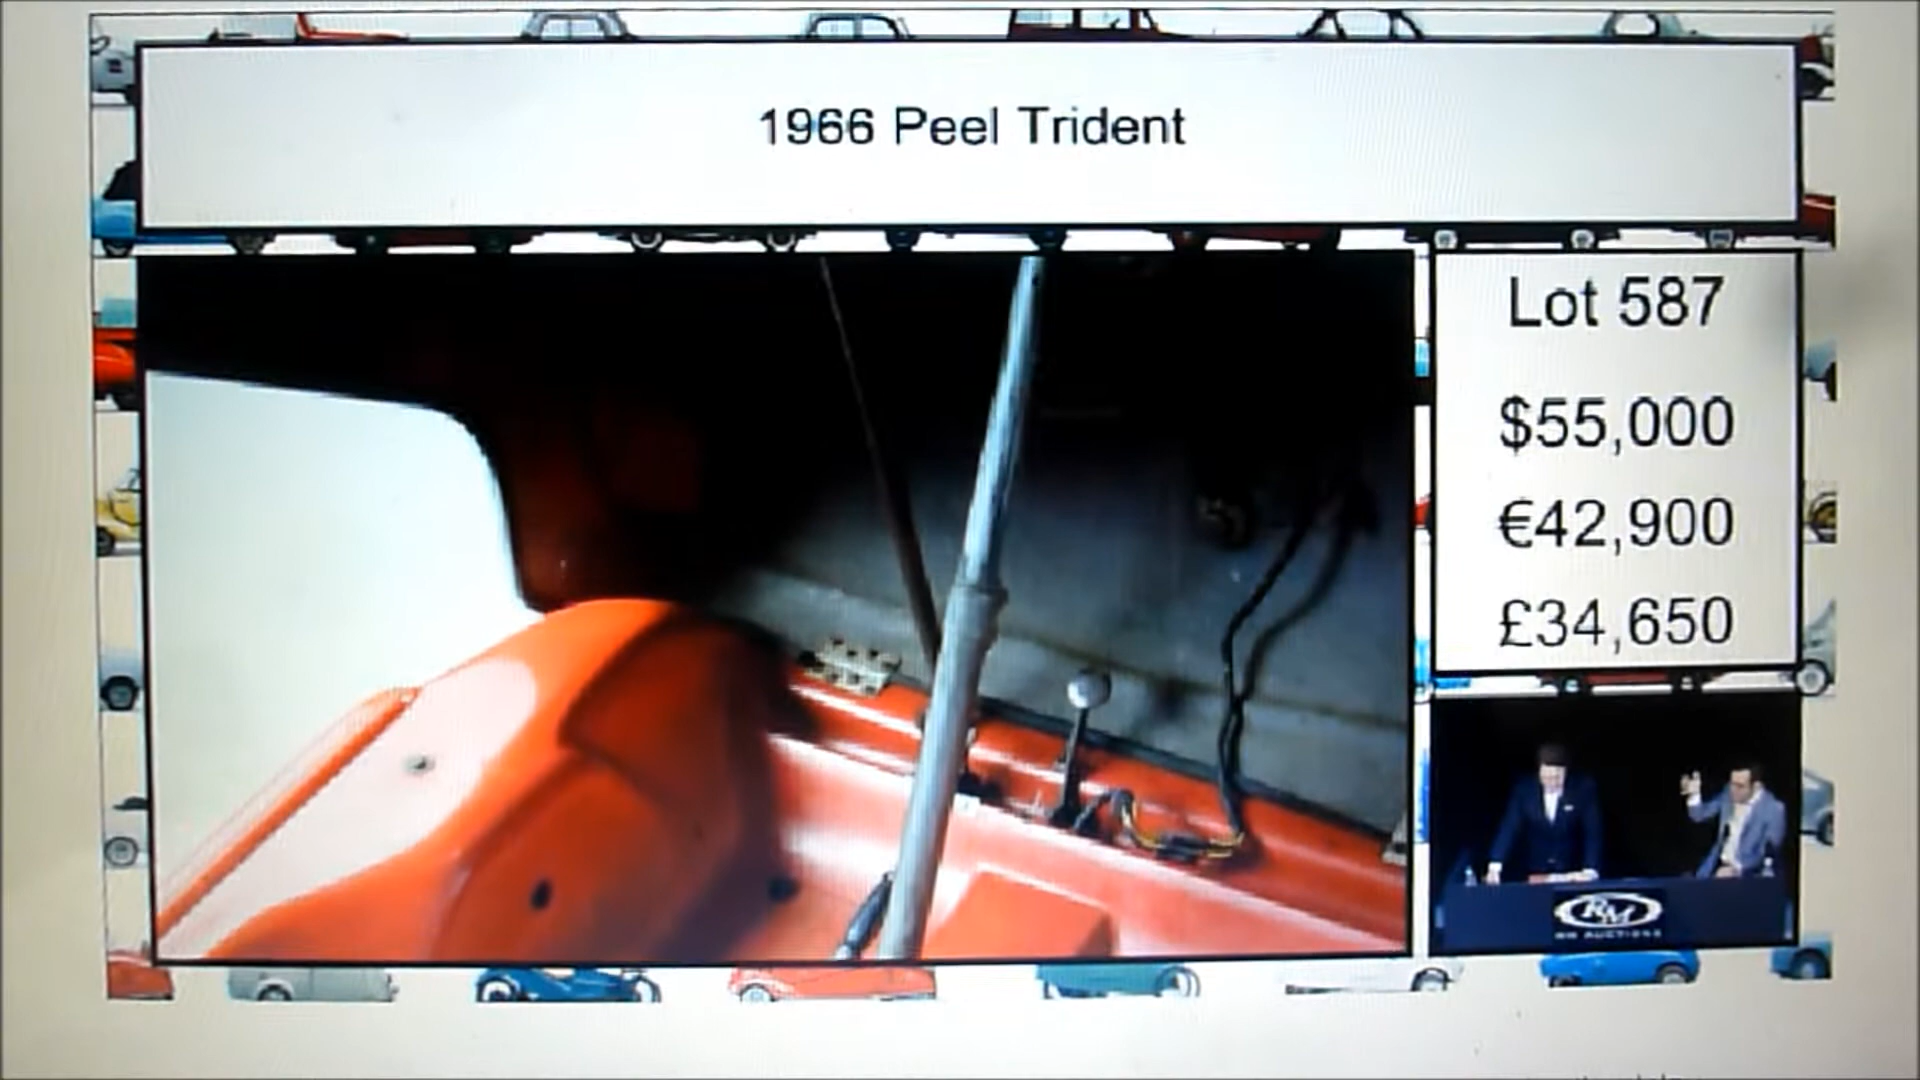 1966 Peel Trident
Lot 587
$55,000
€42,900
£34,650
RM
RM AUCTIONS